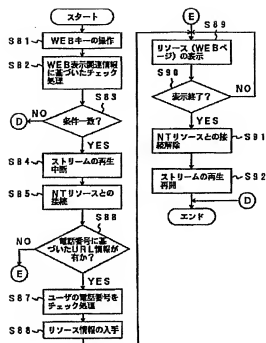 スタート
S81
WEBキーの操作
S82
WEB表示関連情報
に基づいたチェック
処理
S83
条件一致?
NO
D
YES
S84
ストリームの再生
中断
S85
NTリソースとの
接続
S88
電話番号に基
づいたURL情報が
有か?
NO
E
YES
S87
ユーザの電話番号を
チェック処理
S88
リソース情報の入手
E
S89
リソース(WEBペ
ージ)の表示
S90
表示終了?
NO
YES
NTリソースとの接
続解除
S91
ストリームの再生
再開
S92
D
エンド